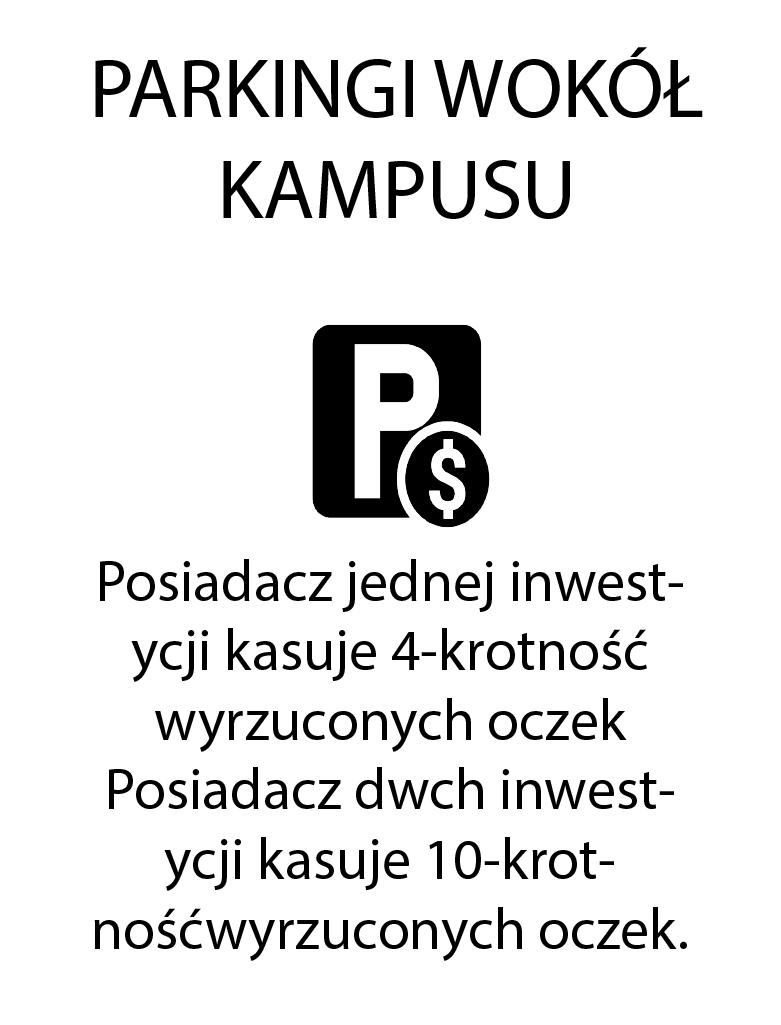 PARKINGI WOKÓŁ
KAMPUSU
P
$
Posiadacz jednej inwest-
ycji kasuje 4-krotność
wyrzuconych oczek
Posiadacz dwch inwest-
ycji kasuje 10-krot-
nośćwyrzuconych oczek.